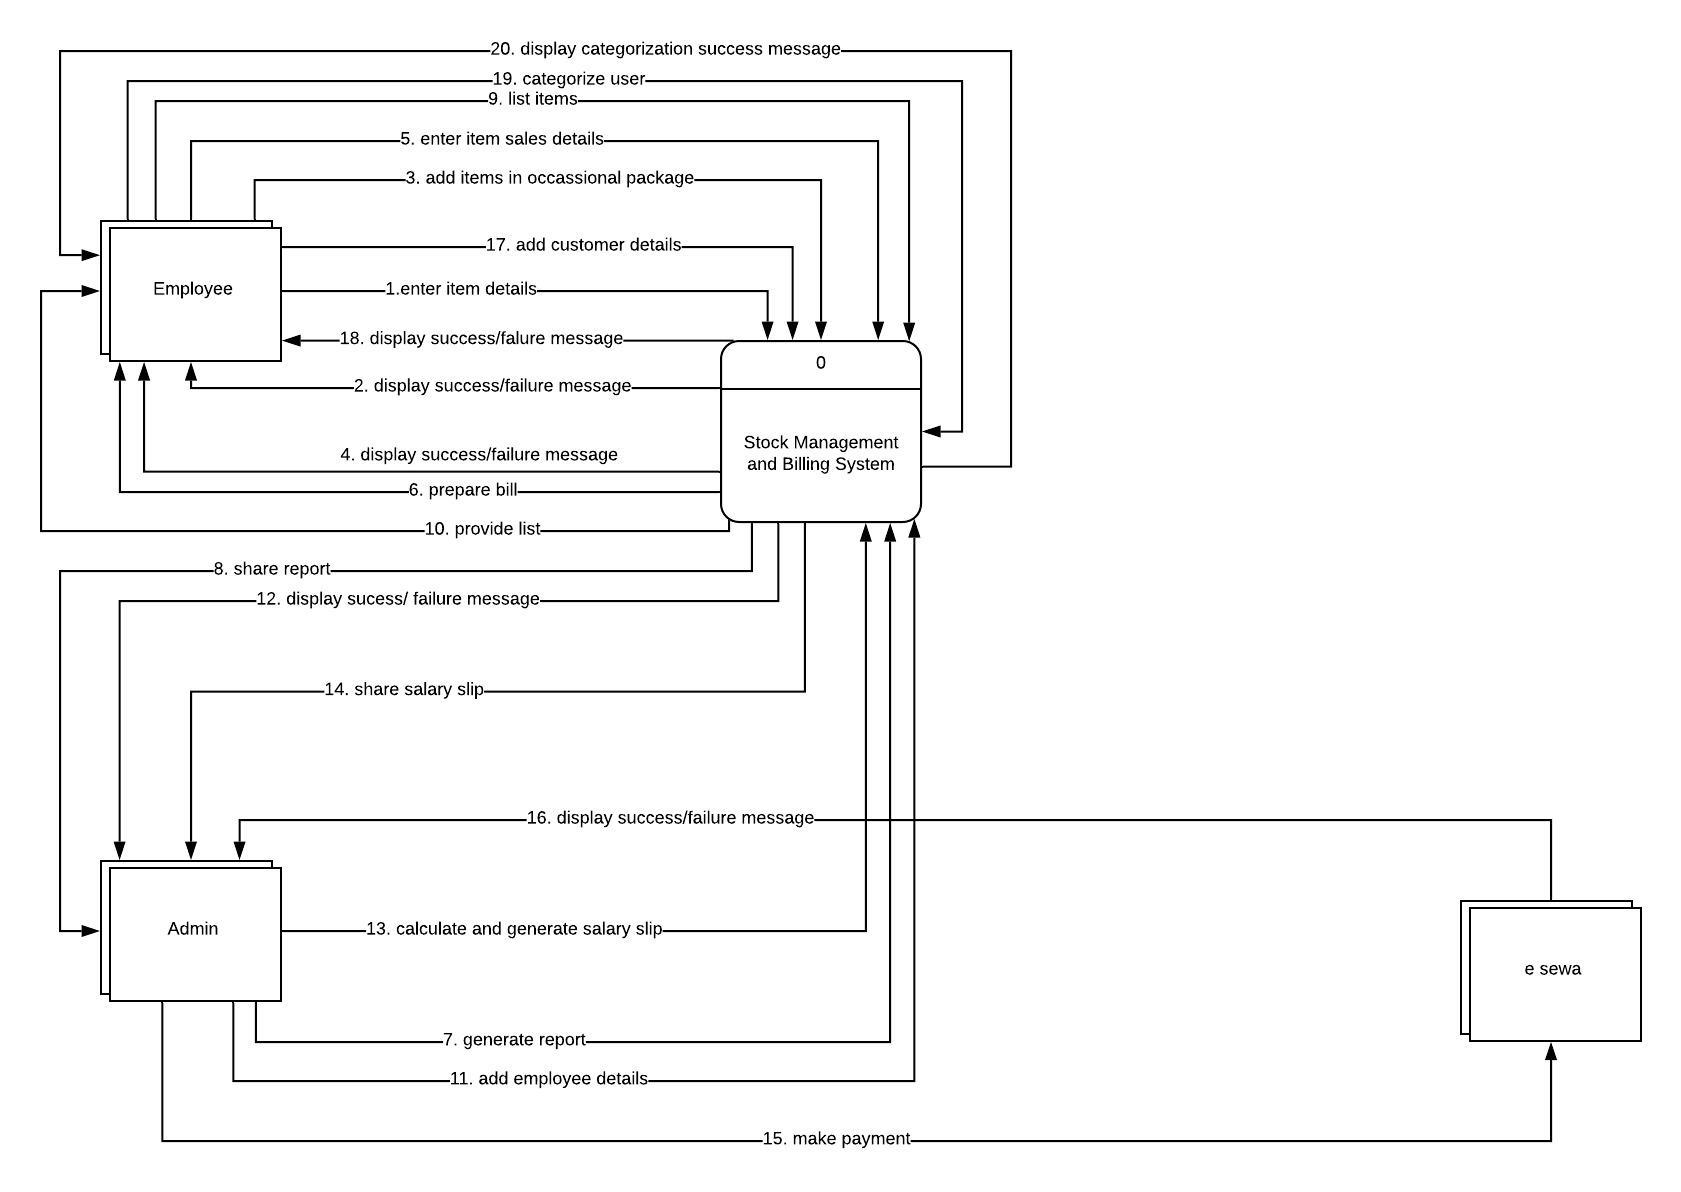 20. display categorization success message
19. categorize user
9. list items
5. enter item sales details
3. add items in occassional package
17. add customer details
Employee
1.enter item details
18. display success/falure message
0
2. display success/failure message
Stock Management
and Billing System
4. display success/failure message
6. prepare bill
10. provide list
8. share report
12. display sucess/ failure message
14. share salary slip
16. display success/failure message
Admin
13. calculate and generate salary slip
e sewa
7. generate report
11. add employee details
15. make payment